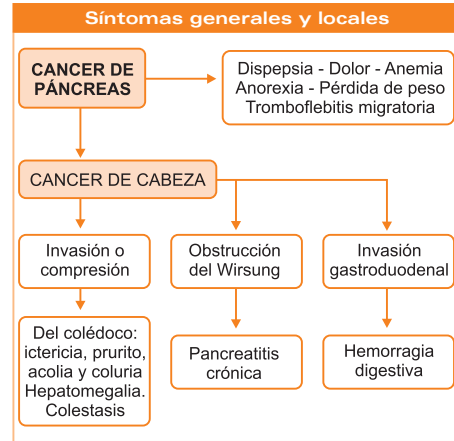 Síntomas generales y locales
CANCER DE
PÁNCREAS
Dispepsia - Dolor - Anemia
Anorexia - Pérdida de peso
Tromboflebitis migratoria
CANCER DE CABEZA
Invasión o
compresión
Obstrucción
del Wirsung
Invasión
gastroduodenal
Del colédoco:
ictericia, prurito,
acolia y coluria
Hepatomegalia.
Colestasis
Pancreatitis
crónica
Hemorragia
digestiva